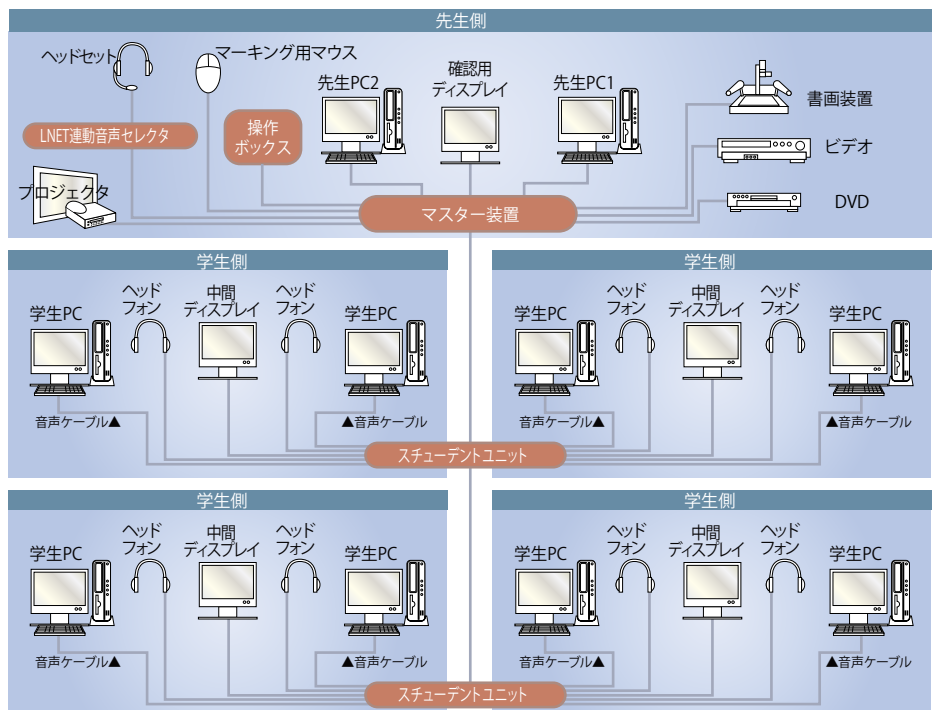 先生側
ヘッドセット
マーキング用マウス
先生PC2
確認用
ディスプレイ
先生PC1
書画装置
LNET連動音声セレクタ
操作
ボックス
ビデオ
プロジェクタ
マスター装置
DVD
学生側
学生PC
ヘッド
フォン
中間
ディスプレイ
ヘッド
フォン
学生PC
音声ケーブル▲
▲音声ケーブル
学生側
学生PC
ヘッド
フォン
中間
ディスプレイ
ヘッド
フォン
学生PC
音声ケーブル▲
▲音声ケーブル
スチューデントユニット
学生側
学生PC
ヘッド
フォン
中間
ディスプレイ
ヘッド
フォン
学生PC
音声ケーブル▲
▲音声ケーブル
学生側
学生PC
ヘッド
フォン
中間
ディスプレイ
ヘッド
フォン
学生PC
音声ケーブル▲
▲音声ケーブル
スチューデントユニット